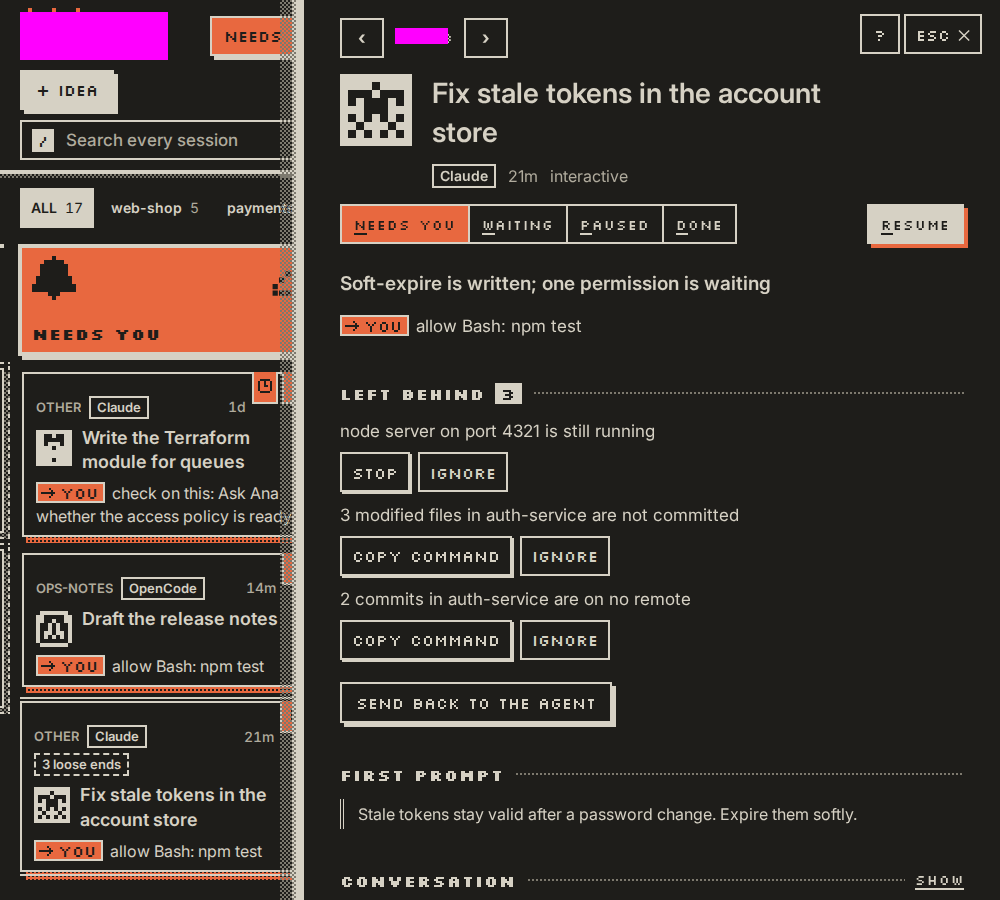 NEEDS
+ IDEA
/ Search every session
ALL 17 web-shop 5
NEEDS YOU
OTHER Claude 1d
Write the Terraform
module for queues
→ YOU check on this: Ask Ana
whether the access policy is ready
OPS-NOTES OpenCode 14m
Draft the release notes
→ YOU allow Bash: npm test
OTHER Claude 21m
3 loose ends
Fix stale tokens in the
account store
→ YOU allow Bash: npm test
‹ ›
? ESC ×
Fix stale tokens in the account
store
Claude 21m interactive
NEEDS YOU WAITING PAUSED DONE RESUME
Soft-expire is written; one permission is waiting
→ YOU allow Bash: npm test
LEFT BEHIND 3
node server on port 4321 is still running
STOP IGNORE
3 modified files in auth-service are not committed
COPY COMMAND IGNORE
2 commits in auth-service are on no remote
COPY COMMAND IGNORE
SEND BACK TO THE AGENT
FIRST PROMPT
Stale tokens stay valid after a password change. Expire them softly.
CONVERSATION SHOW